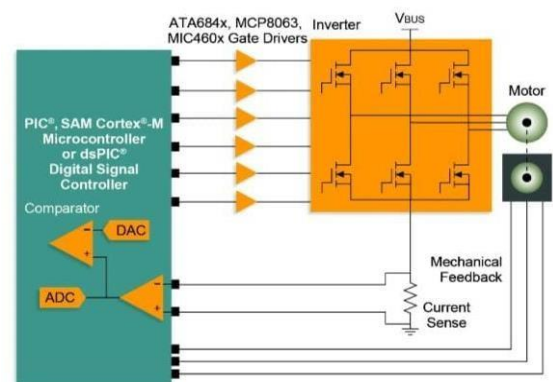 ATA684x, MCP8063,
MIC460x Gate Drivers
Inverter
VBUS
Motor
PIC®, SAM Cortex®-M
Microcontroller
or dsPIC®
Digital Signal
Controller
Comparator
DAC
ADC
Mechanical
Feedback
Current
Sense